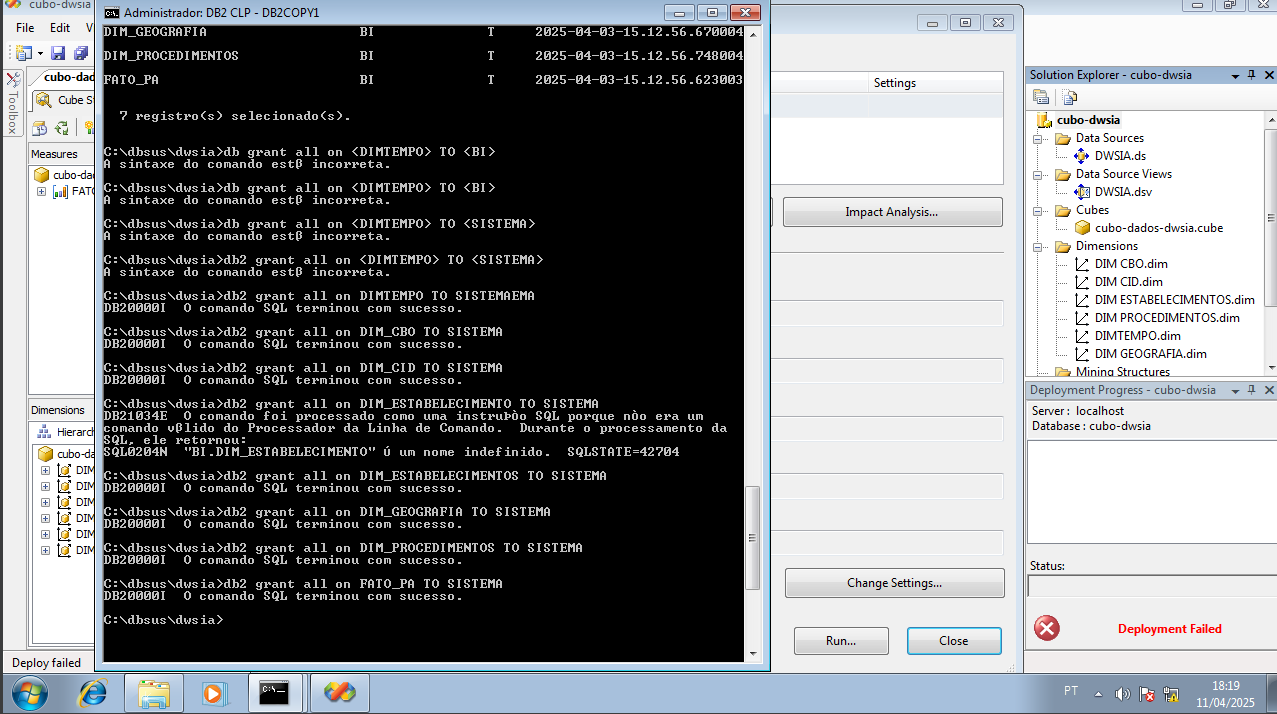 cubo-dwsia
File Edit V
cubo-dad
Cube S
Toolbox
Measures
cubo-da
FATO
Dimensions
Hierarch
cubo-da
DIM
DIM
DIM
DIM
DIM
DIM
Deploy failed
Administrador: DB2 CLP - DB2COPY1
DIM_GEOGRAFIA BI T 2025-04-03-15.12.56.670004
DIM_PROCEDIMENTOS BI T 2025-04-03-15.12.56.748004
FATO_PA BI T 2025-04-03-15.12.56.623003
7 registro(s) selecionado(s).
C:\dbsus\dwsia>db grant all on <DIMTEMPO> TO <BI>
A sintaxe do comando estβ incorreta.
C:\dbsus\dwsia>db grant all on <DIMTEMPO> TO <BI>
A sintaxe do comando estβ incorreta.
C:\dbsus\dwsia>db grant all on <DIMTEMPO> TO <SISTEMA>
A sintaxe do comando estβ incorreta.
C:\dbsus\dwsia>db2 grant all on <DIMTEMPO> TO <SISTEMA>
A sintaxe do comando estβ incorreta.
C:\dbsus\dwsia>db2 grant all on DIMTEMPO TO SISTEMAEMA
DB20000I O comando SQL terminou com sucesso.
C:\dbsus\dwsia>db2 grant all on DIM_CBO TO SISTEMA
DB20000I O comando SQL terminou com sucesso.
C:\dbsus\dwsia>db2 grant all on DIM_CID TO SISTEMA
DB20000I O comando SQL terminou com sucesso.
C:\dbsus\dwsia>db2 grant all on DIM_ESTABELECIMENTO TO SISTEMA
DB21034E O comando foi processado como uma instruÞòo SQL porque nòo era um
comando vβlido do Processador da Linha de Comando. Durante o processamento da
SQL, ele retornou:
SQL0204N "BI.DIM_ESTABELECIMENTO" Ú um nome indefinido. SQLSTATE=42704
C:\dbsus\dwsia>db2 grant all on DIM_ESTABELECIMENTOS TO SISTEMA
DB20000I O comando SQL terminou com sucesso.
C:\dbsus\dwsia>db2 grant all on DIM_GEOGRAFIA TO SISTEMA
DB20000I O comando SQL terminou com sucesso.
C:\dbsus\dwsia>db2 grant all on DIM_PROCEDIMENTOS TO SISTEMA
DB20000I O comando SQL terminou com sucesso.
C:\dbsus\dwsia>db2 grant all on FATO_PA TO SISTEMA
DB20000I O comando SQL terminou com sucesso.
C:\dbsus\dwsia>
Settings
Impact Analysis...
Change Settings...
Run... Close
Solution Explorer - cubo-dwsia
cubo-dwsia
Data Sources
DWSIA.ds
Data Source Views
DWSIA.dsv
Cubes
cubo-dados-dwsia.cube
Dimensions
DIM CBO.dim
DIM CID.dim
DIM ESTABELECIMENTOS.dim
DIM PROCEDIMENTOS.dim
DIMTEMPO.dim
DIM GEOGRAFIA.dim
Mining Structures
Deployment Progress - cubo-dwsia
Server : localhost
Database : cubo-dwsia
Status:
Deployment Failed
PT
18:19
11/04/2025